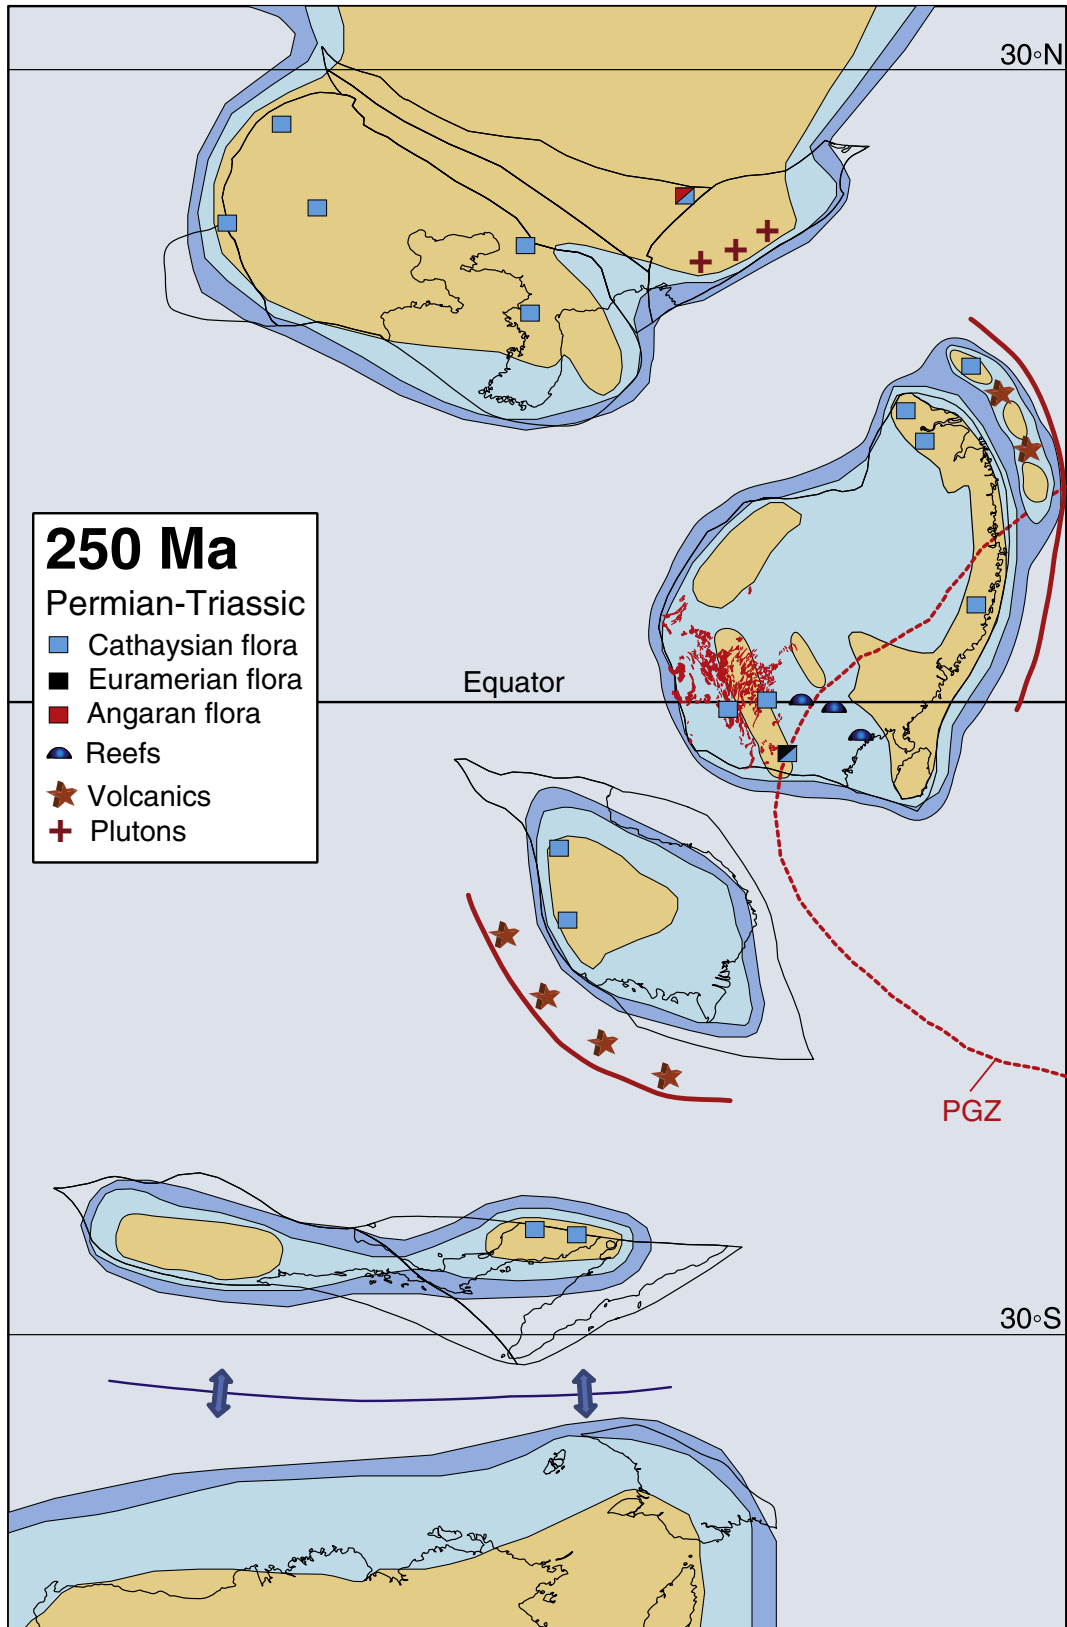 30°N
250 Ma
Permian-Triassic
Cathaysian flora
Euramerian flora
Angaran flora
Reefs
Volcanics
Plutons
Equator
PGZ
30°S